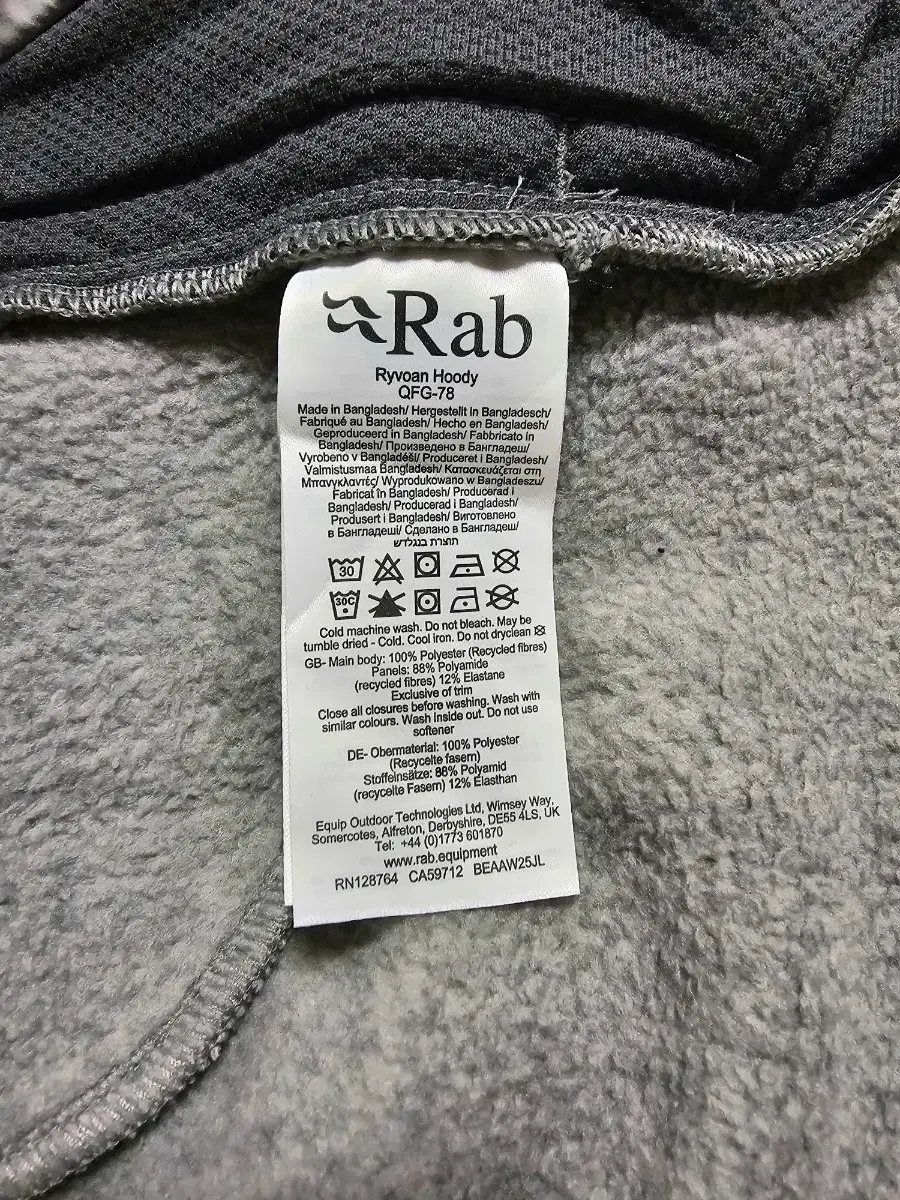 Rab
Ryvoan Hoody
QFG-78
Made in Bangladesh/ Hergestellt in Bangladesch/
Fabriqué au Bangladesh/ Hecho en Bangladesh/
Geproduceerd in Bangladesh/ Fabbricato in
Bangladesh/ Произведено в Бангладеш/
Vyrobeno v Bangladéši/ Produceret i Bangladesh/
Valmistusmaa Bangladesh/ Κατασκευάζεται στη
Μπανγκλαντές/ Wyprodukowano w Bangladeszu/
Fabricat în Bangladesh/ Producerad i
Bangladesh/ Producerad i Bangladesh/
Produsert i Bangladesh/ Виготовлено
в Бангладеші/ Сделано в Бангладеш/
תחצרת בנגלדש
30
30C
Cold machine wash. Do not bleach. May be
tumble dried - Cold. Cool iron. Do not dryclean
GB- Main body: 100% Polyester (Recycled fibres)
Panels: 88% Polyamide
(recycled fibres) 12% Elastane
Exclusive of trim
Close all closures before washing. Wash with
similar colours. Wash inside out. Do not use
softener
DE- Obermaterial: 100% Polyester
(Recycelte fasern)
Stoffeinsätze: 88% Polyamid
(recycelte Fasern) 12% Elasthan
Equip Outdoor Technologies Ltd, Wimsey Way,
Somercotes, Alfreton, Derbyshire, DE55 4LS, UK
Tel: +44 (0)1773 601870
www.rab.equipment
RN128764 CA59712 BEAAW25JL